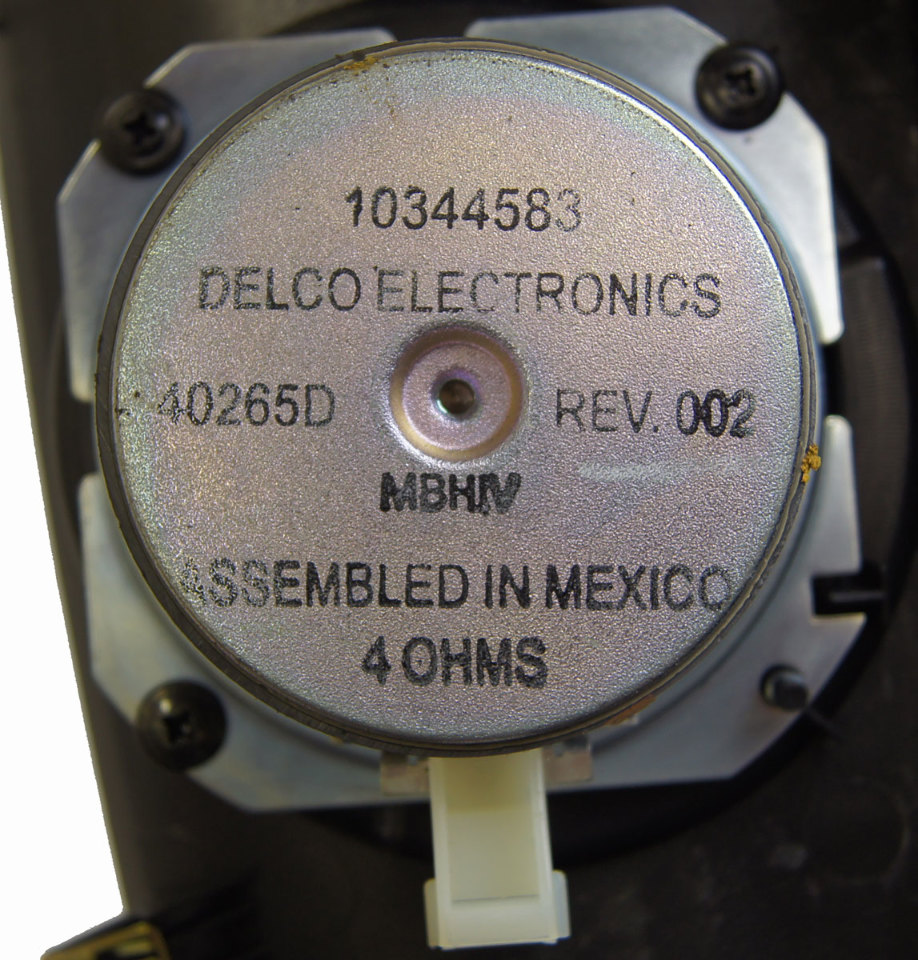 10344583
DELCO ELECTRONICS
40265D REV. 002
MBHIV
ASSEMBLED IN MEXICO
4 OHMS